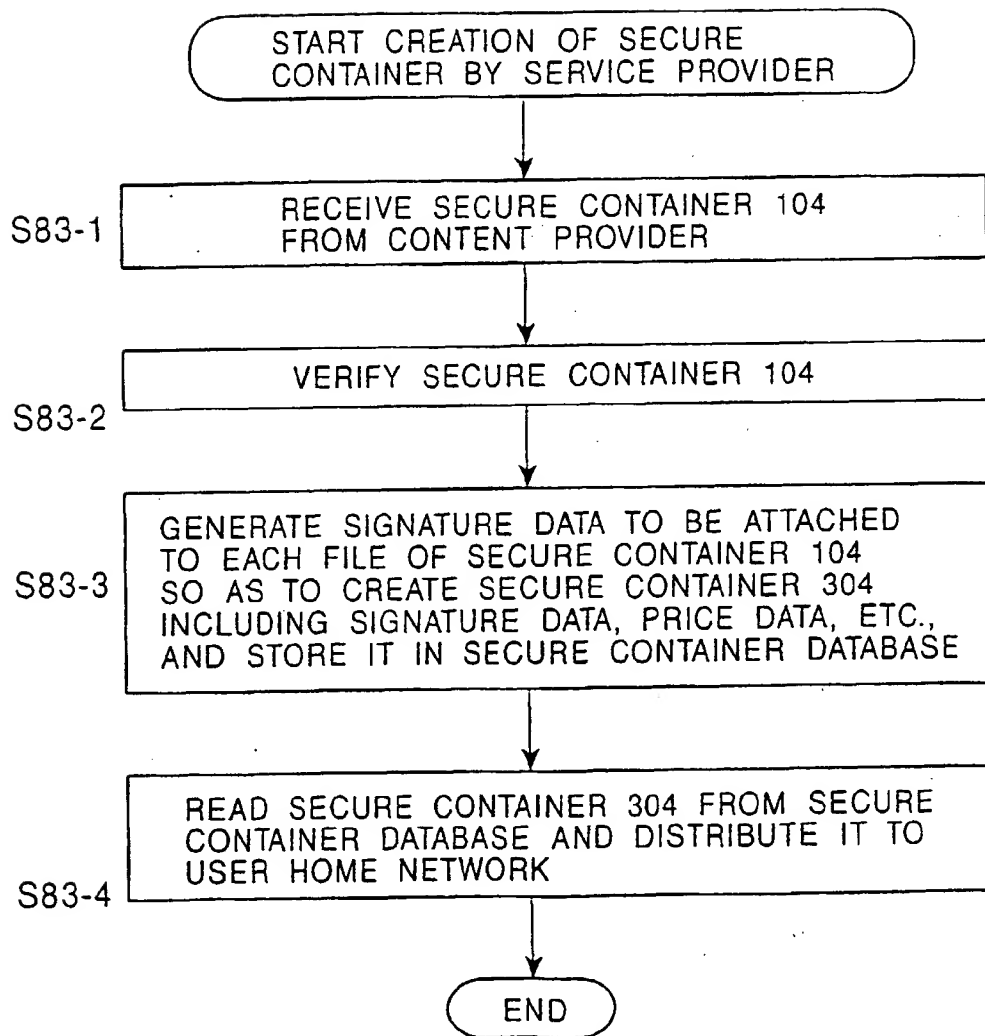 START CREATION OF SECURE
CONTAINER BY SERVICE PROVIDER
S83-1
RECEIVE SECURE CONTAINER 104
FROM CONTENT PROVIDER
VERIFY SECURE CONTAINER 104
S83-2
GENERATE SIGNATURE DATA TO BE ATTACHED
TO EACH FILE OF SECURE CONTAINER 104
S83-3
SO AS TO CREATE SECURE CONTAINER 304
INCLUDING SIGNATURE DATA, PRICE DATA, ETC.,
AND STORE IT IN SECURE CONTAINER DATABASE
READ SECURE CONTAINER 304 FROM SECURE
CONTAINER DATABASE AND DISTRIBUTE IT TO
USER HOME NETWORK
S83-4
END